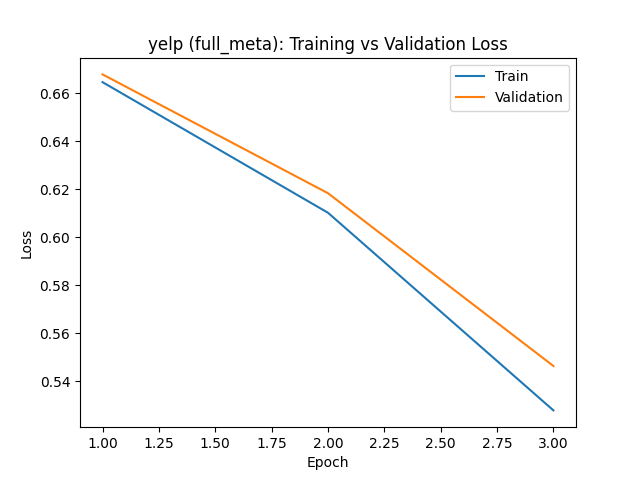 yelp (full_meta): Training vs Validation Loss
Train
Validation
Loss
0.66
0.64
0.62
0.60
0.58
0.56
0.54
1.00 1.25 1.50 1.75 2.00 2.25 2.50 2.75 3.00
Epoch